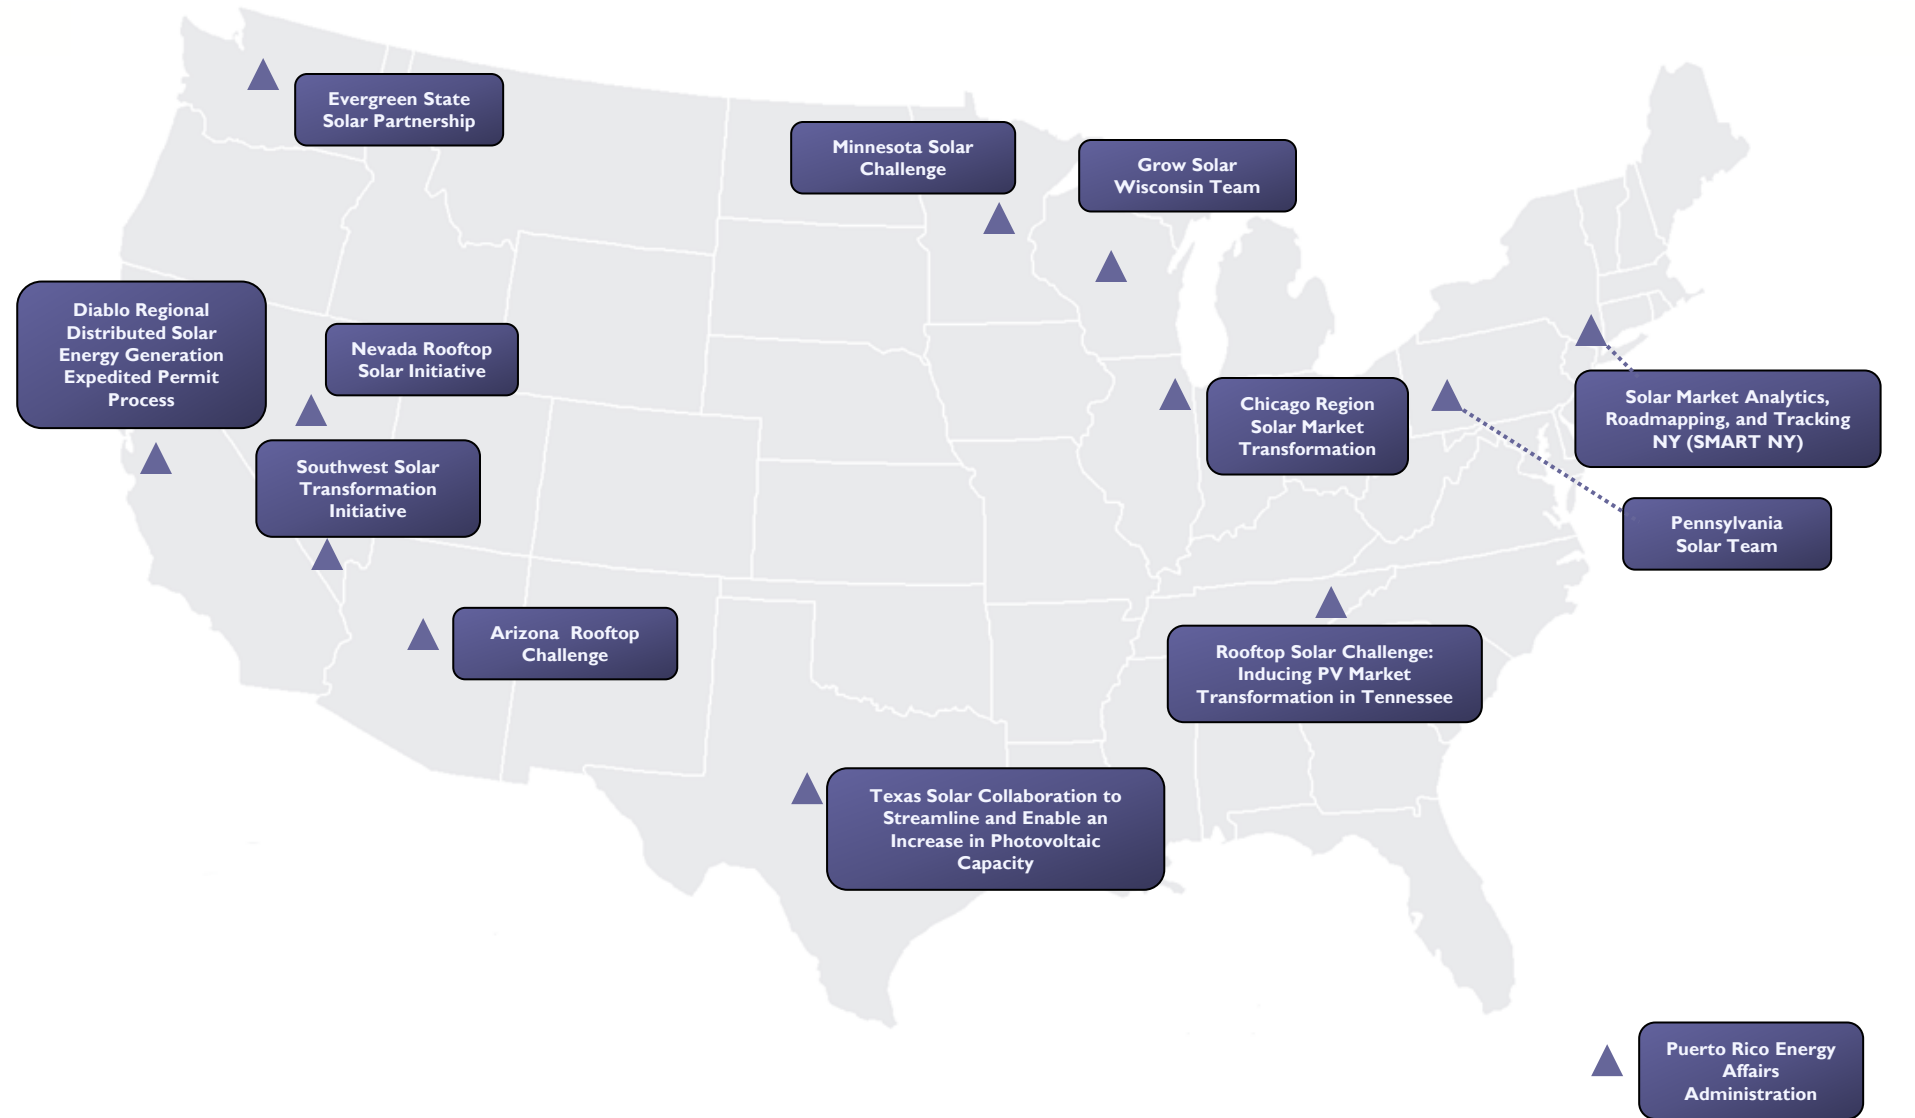 Evergreen State
Solar Partnership
Minnesota Solar
Challenge
Grow Solar
Wisconsin Team
Diablo Regional
Distributed Solar
Energy Generation
Expedited Permit
Process
Nevada Rooftop
Solar Initiative
Southwest Solar
Transformation
Initiative
Chicago Region
Solar Market
Transformation
Solar Market Analytics,
Roadmapping, and Tracking
NY (SMART NY)
Pennsylvania
Solar Team
Arizona Rooftop
Challenge
Rooftop Solar Challenge:
Inducing PV Market
Transformation in Tennessee
Texas Solar Collaboration to
Streamline and Enable an
Increase in Photovoltaic
Capacity
Puerto Rico Energy
Affairs
Administration